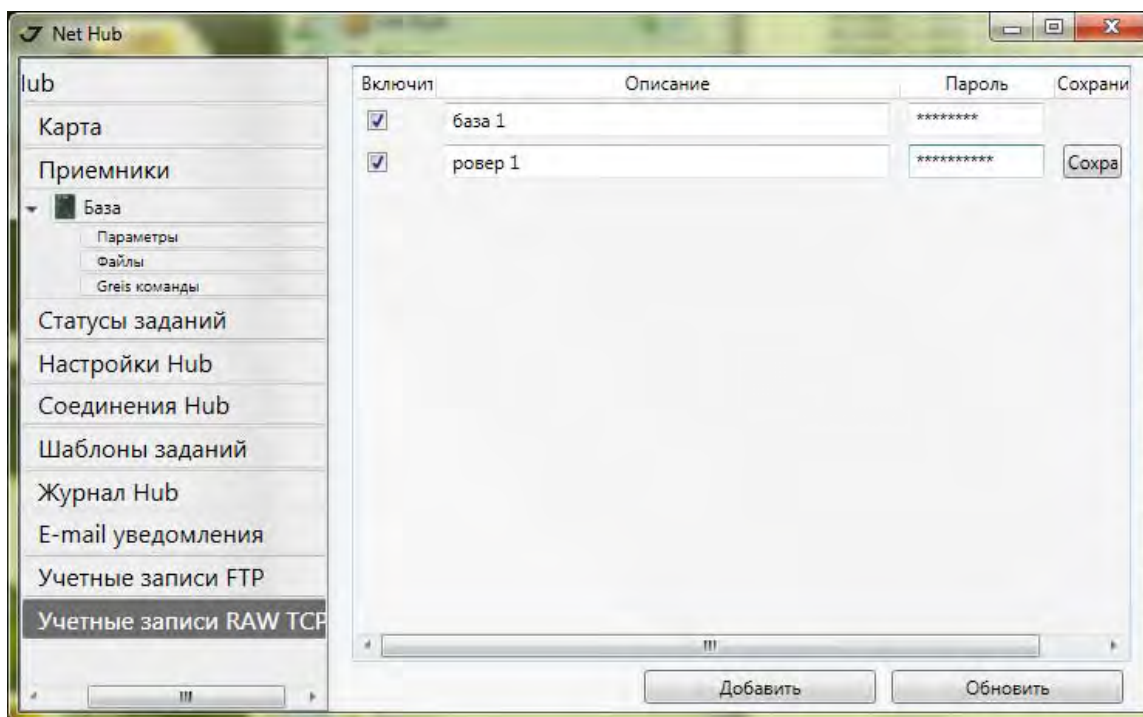 Net Hub
lub
Карта
Приемники
База
Параметры
Файлы
Greis команды
Статусы заданий
Настройки Hub
Соединения Hub
Шаблоны заданий
Журнал Hub
E-mail уведомления
Учетные записи FTP
Учетные записи RAW TCP
Включит Описание Пароль Сохрани
база 1 ********
ровер 1 ********** Сохра
Добавить Обновить